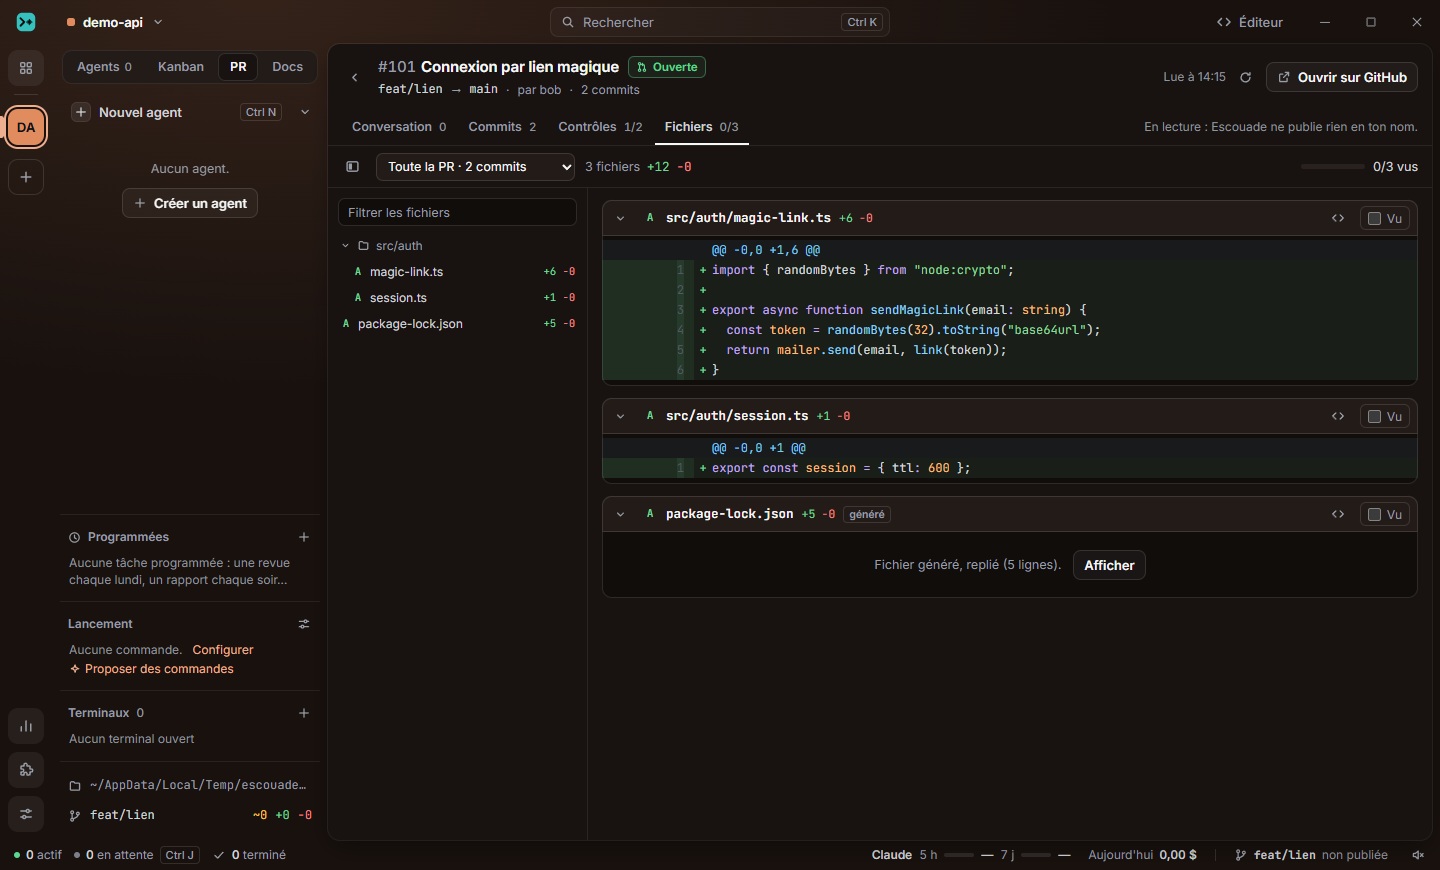 demo-api
Rechercher
Ctrl K
Éditeur
Agents 0
Kanban
PR
Docs
#101 Connexion par lien magique
Ouverte
feat/lien → main · par bob · 2 commits
Lue à 14:15
Ouvrir sur GitHub
DA
Nouvel agent
Ctrl N
Conversation 0
Commits 2
Contrôles 1/2
Fichiers 0/3
En lecture : Escouade ne publie rien en ton nom.
Aucun agent.
Créer un agent
Toute la PR · 2 commits
3 fichiers +12 -0
0/3 vus
Filtrer les fichiers
src/auth
A magic-link.ts +6 -0
A session.ts +1 -0
A package-lock.json +5 -0
A src/auth/magic-link.ts +6 -0
Vu
@@ -0,0 +1,6 @@
1 + import { randomBytes } from "node:crypto";
2 +
3 + export async function sendMagicLink(email: string) {
4 + const token = randomBytes(32).toString("base64url");
5 + return mailer.send(email, link(token));
6 + }
A src/auth/session.ts +1 -0
Vu
@@ -0,0 +1 @@
1 + export const session = { ttl: 600 };
A package-lock.json +5 -0 généré
Vu
Fichier généré, replié (5 lignes).
Afficher
Programmées
Aucune tâche programmée : une revue
chaque lundi, un rapport chaque soir...
Lancement
Aucune commande. Configurer
Proposer des commandes
Terminaux 0
Aucun terminal ouvert
~/AppData/Local/Temp/escouade…
feat/lien ~0 +0 -0
0 actif
0 en attente
Ctrl J
0 terminé
Claude 5 h — 7 j —
Aujourd'hui 0,00 $
feat/lien non publiée